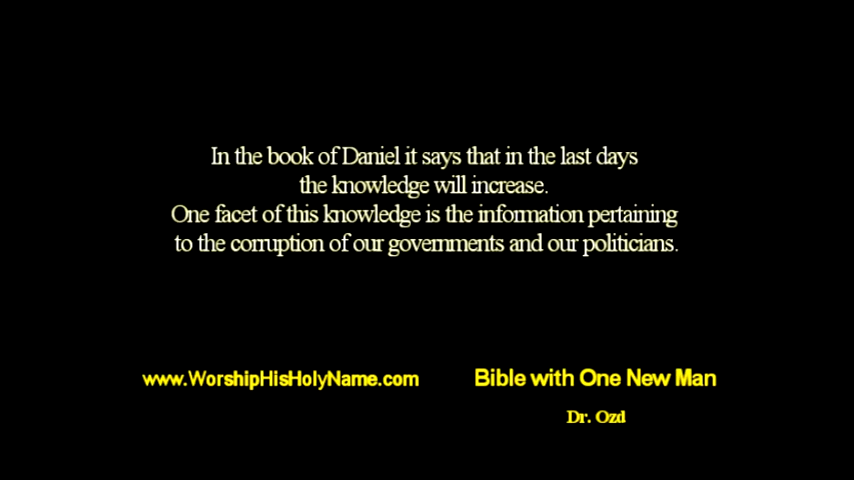 In the book of Daniel it says that in the last days
the knowledge will increase.
One facet of this knowledge is the information pertaining
to the corruption of our governments and our politicians.
www.WorshipHisHolyName.com
Bible with One New Man
Dr. Ozd